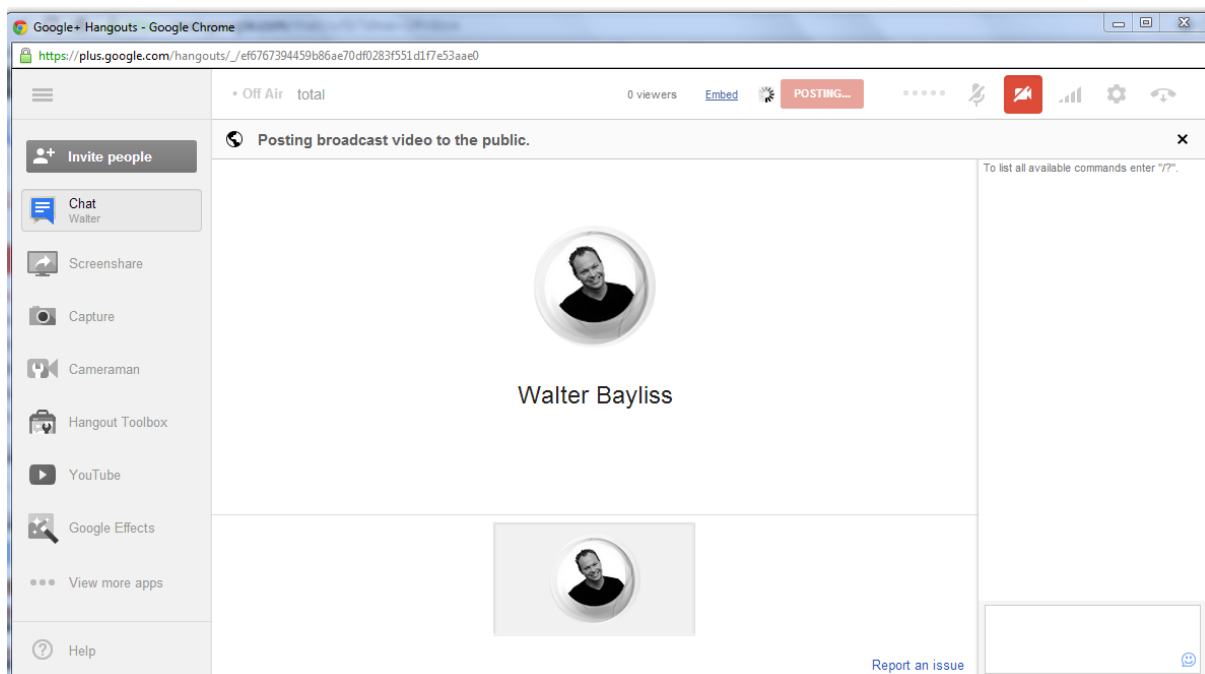 Google+ Hangouts - Google Chrome
https://plus.google.com/hangouts/_/ef6767394459b86ae70df0283f551d1f7e53aae0
• Off Air total 0 viewers Embed POSTING...
Posting broadcast video to the public.
Invite people
Chat
Walter
Screenshare
Capture
Cameraman
Hangout Toolbox
YouTube
Google Effects
View more apps
Help
Walter Bayliss
Report an issue
To list all available commands enter "/?".